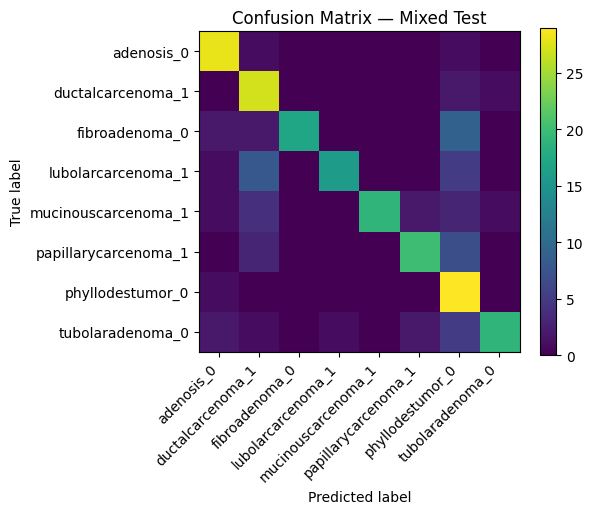 Confusion Matrix — Mixed Test
True label
adenosis_0
ductalcarcenoma_1
fibroadenoma_0
lubolarcarcenoma_1
mucinouscarcenoma_1
papillarycarcenoma_1
phyllodestumor_0
tubolaradenoma_0
adenosis_0
ductalcarcenoma_1
fibroadenoma_0
lubolarcarcenoma_1
mucinouscarcenoma_1
papillarycarcenoma_1
phyllodestumor_0
tubolaradenoma_0
Predicted label
25
20
15
10
5
0